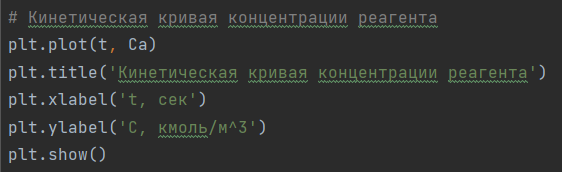 # Кинетическая кривая концентрации реагента
plt.plot(t, Ca)
plt.title('Кинетическая кривая концентрации реагента')
plt.xlabel('t, сек')
plt.ylabel('C, кмоль/м^3')
plt.show()